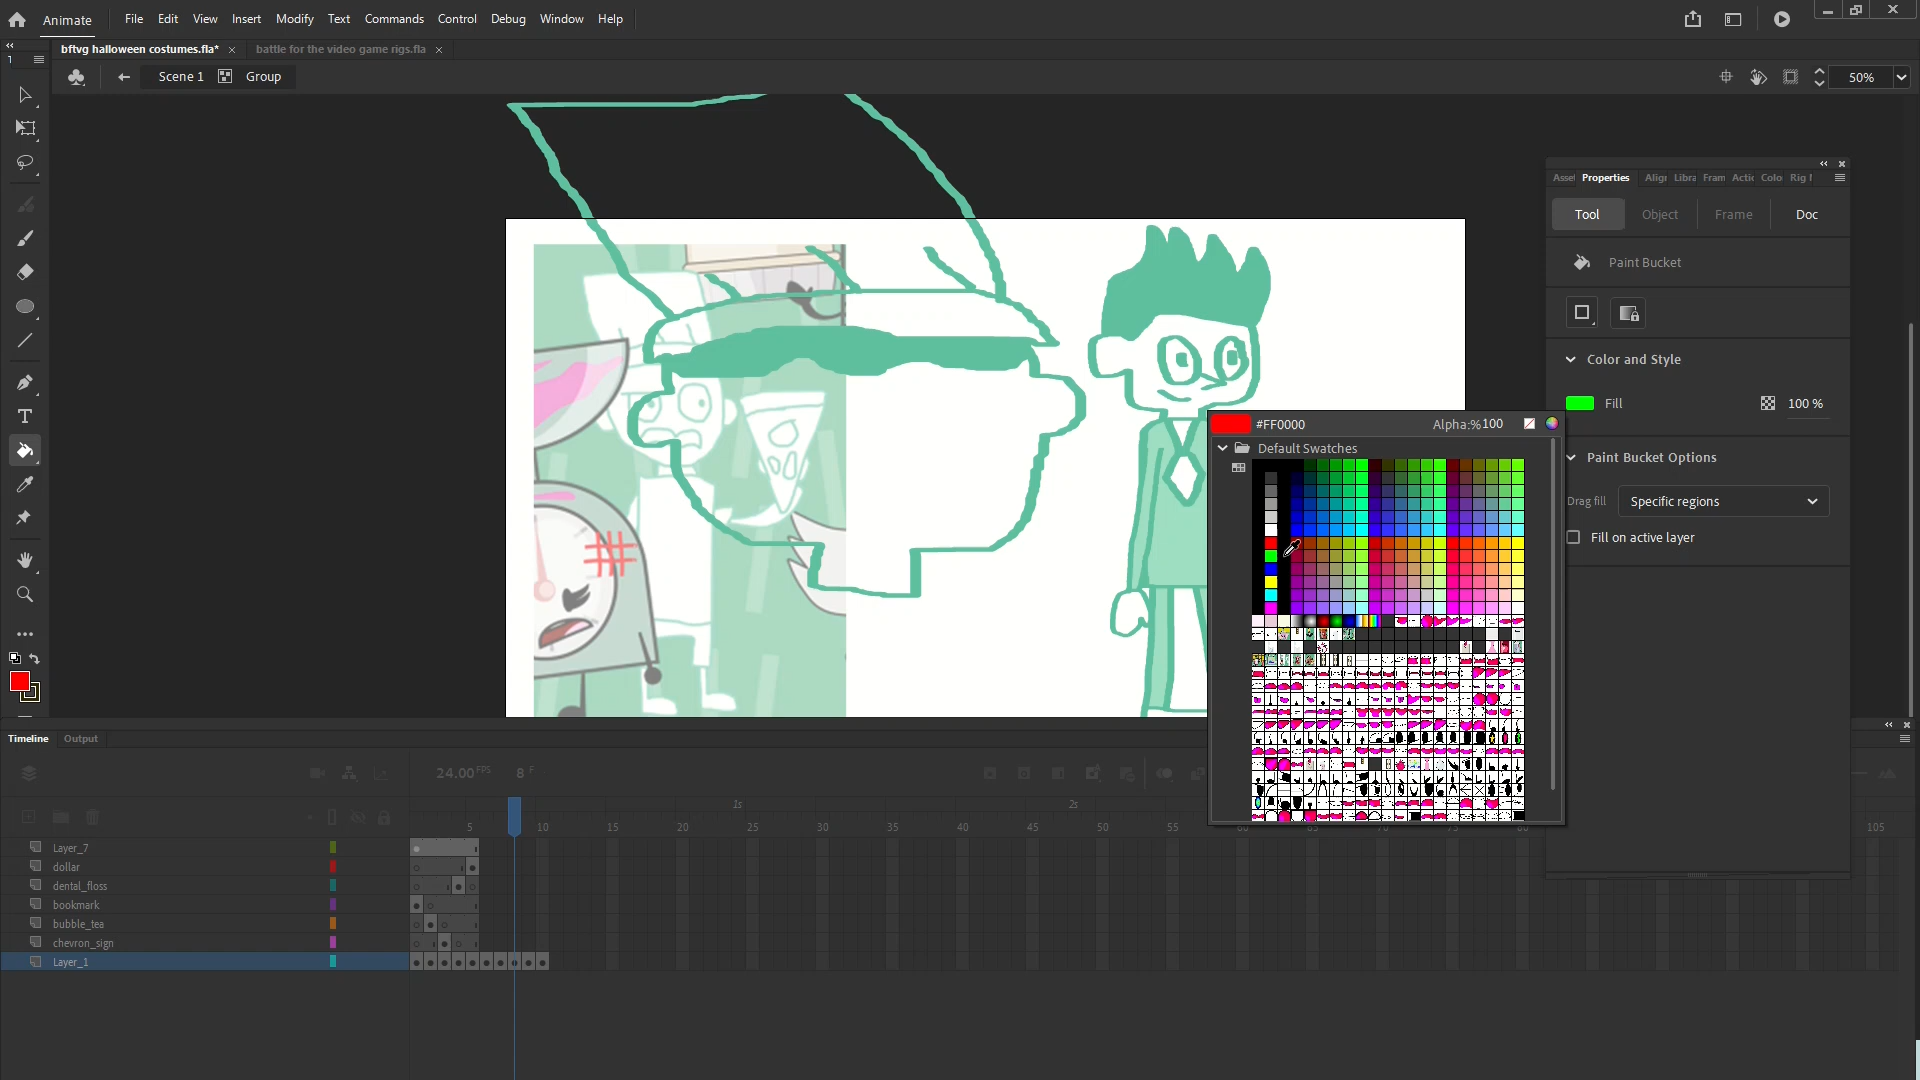 Animate
File Edit View Insert Modify Text Commands Control Debug Window Help
bftvg halloween costumes.fla* battle for the video game rigs.fla
1
Scene 1 Group 50%
Properties Fram Colo
Tool Object Frame Doc
Paint Bucket
Color and Style
Fill 100 %
#FF0000 Alpha:% 100
Default Swatches
Paint Bucket Options
Drag fill Specific regions
Fill on active layer
Timeline Output
24.00 FPS 8 F
1s 2s
5 10 15 20 25 30 35 40 45 50 55 105
Layer_7
dollar
dental_floss
bookmark
bubble_tea
chevron_sign
Layer_1